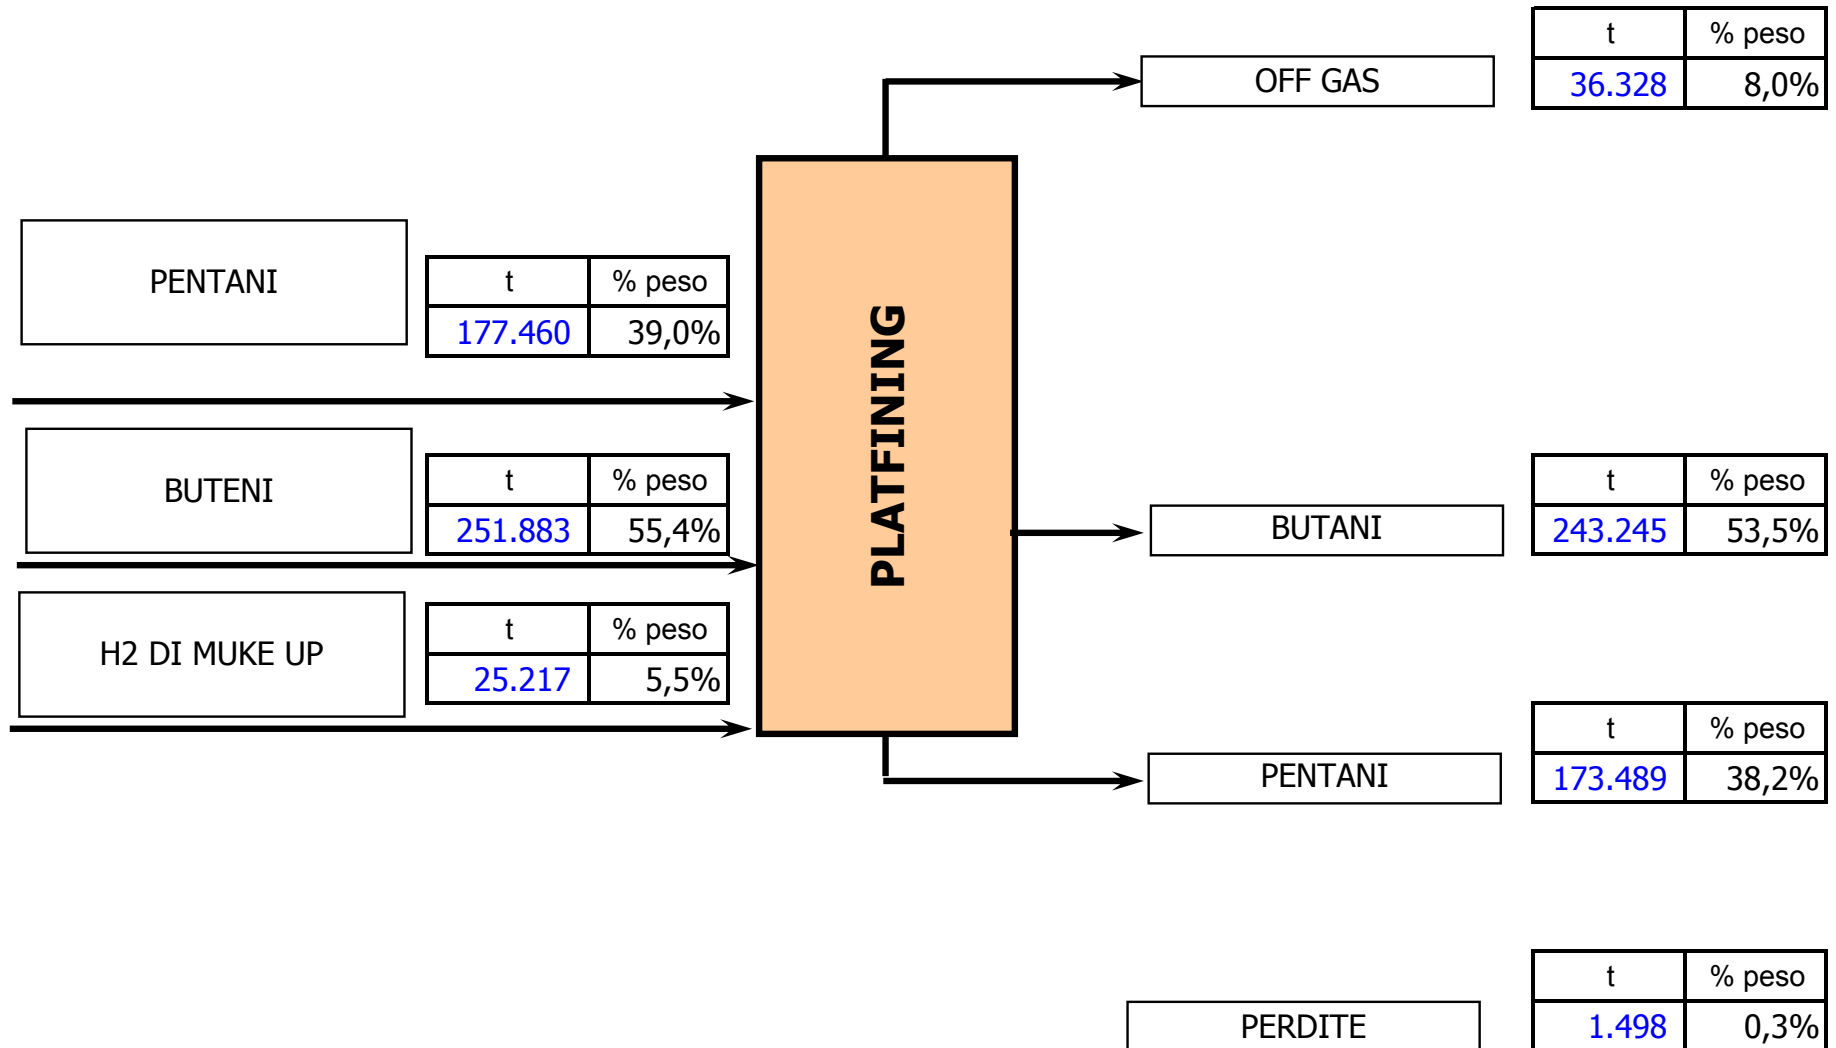 t % peso
OFF GAS 36.328 8,0%
PENTANI
t % peso
177.460 39,0%
PLATFINING
BUTENI
t % peso
251.883 55,4%
t % peso
BUTANI 243.245 53,5%
H2 DI MUKE UP
t % peso
25.217 5,5%
t % peso
PENTANI 173.489 38,2%
t % peso
PERDITE 1.498 0,3%